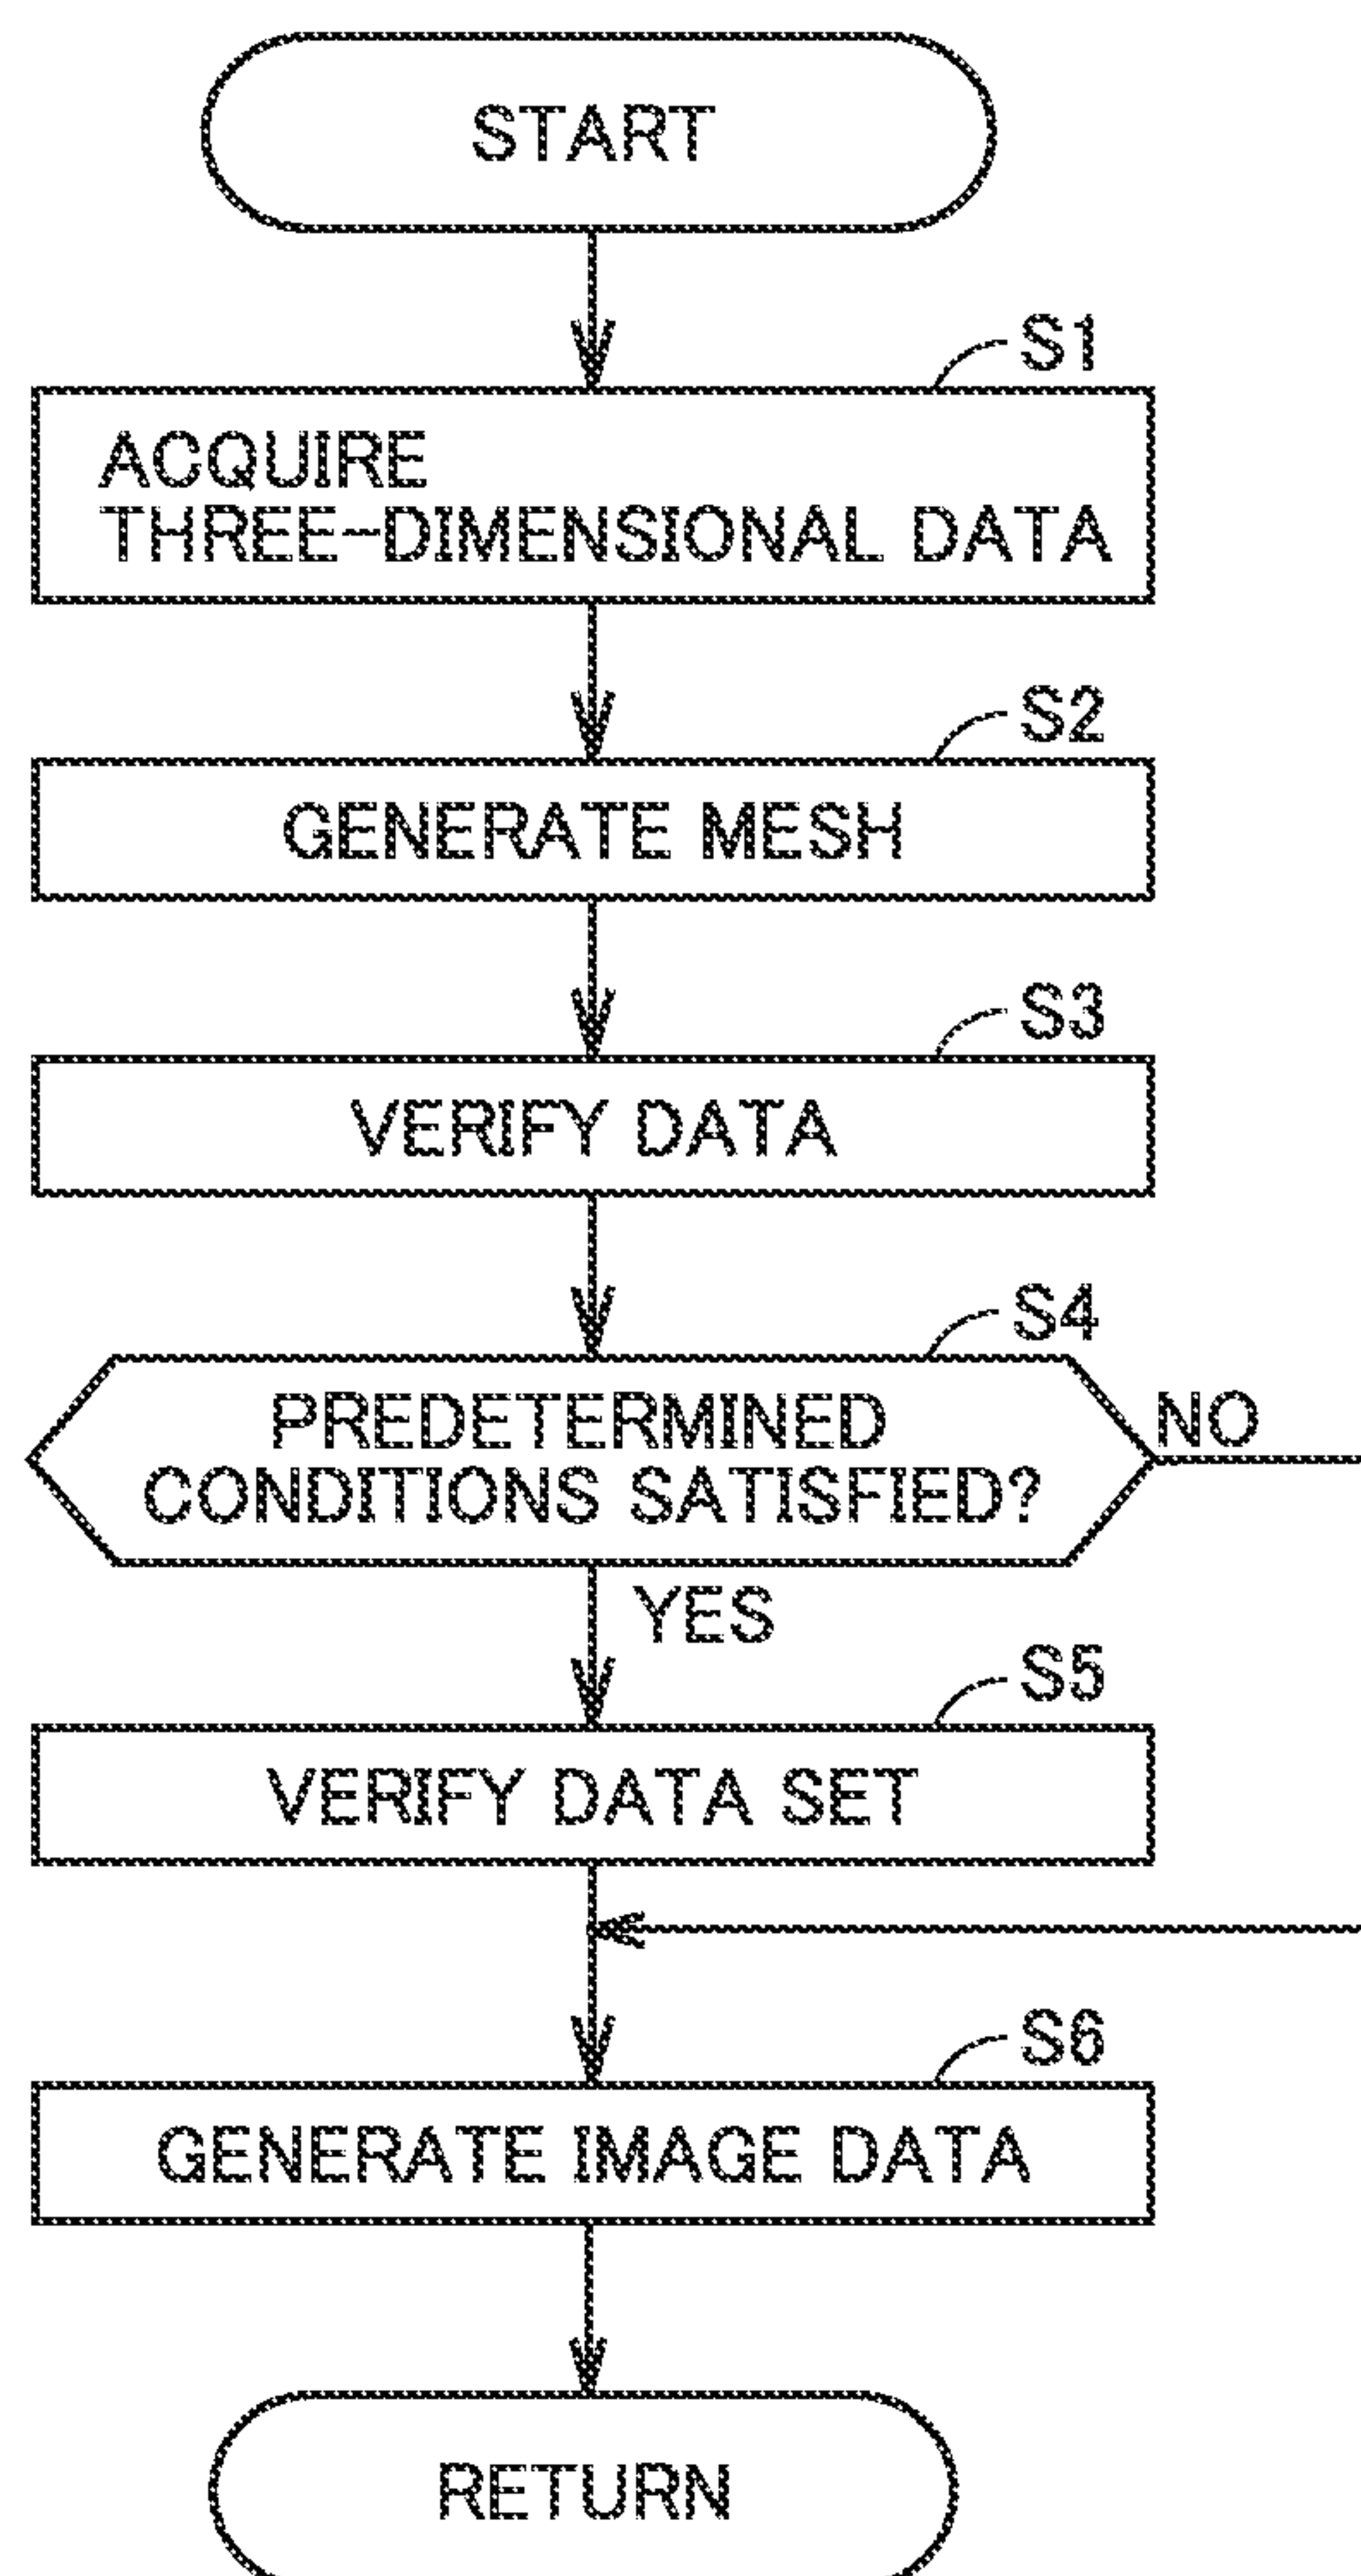 START
S1
ACQUIRE
THREE-DIMENSIONAL DATA
S2
GENERATE MESH
S3
VERIFY DATA
S4
PREDETERMINED
CONDITIONS SATISFIED?
NO
YES
S5
VERIFY DATA SET
S6
GENERATE IMAGE DATA
RETURN